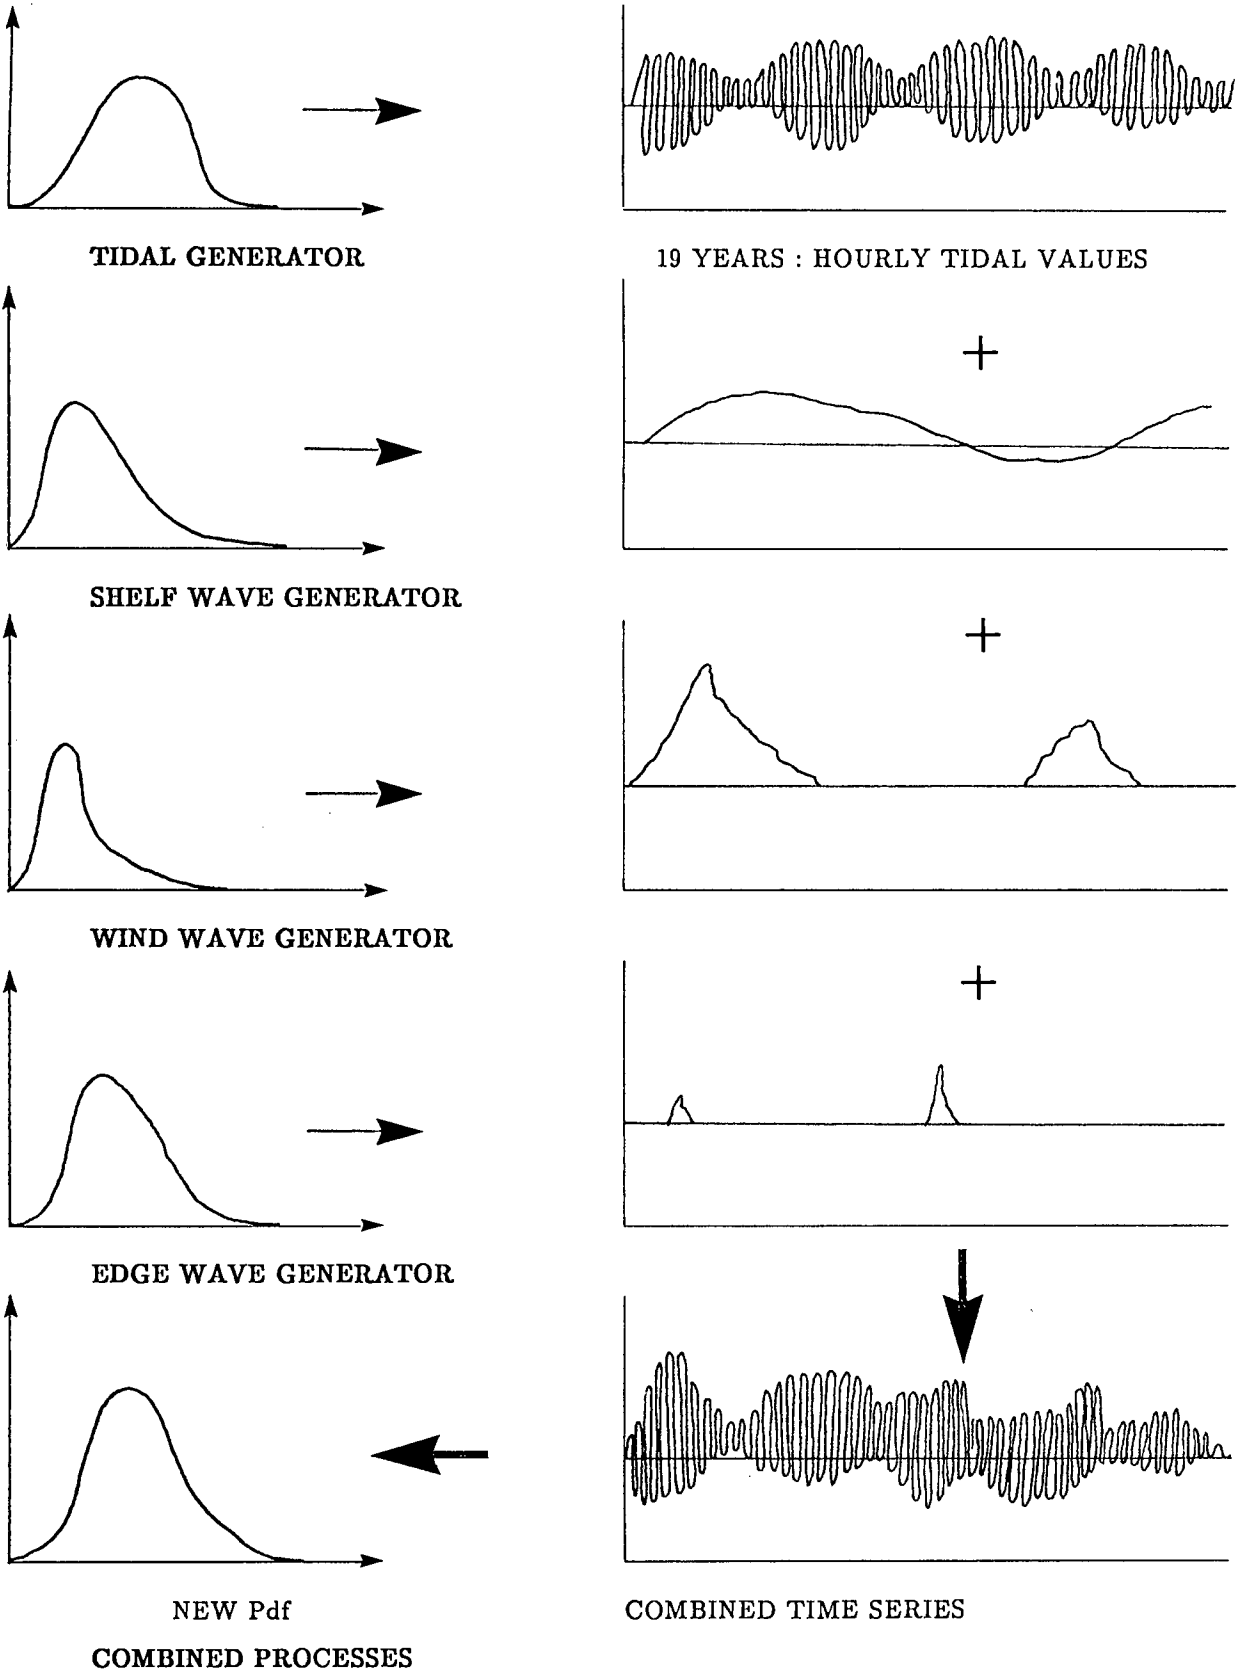 TIDAL GENERATOR
19 YEARS : HOURLY TIDAL VALUES
+
SHELF WAVE GENERATOR
+
WIND WAVE GENERATOR
+
EDGE WAVE GENERATOR
NEW Pdf
COMBINED TIME SERIES
COMBINED PROCESSES